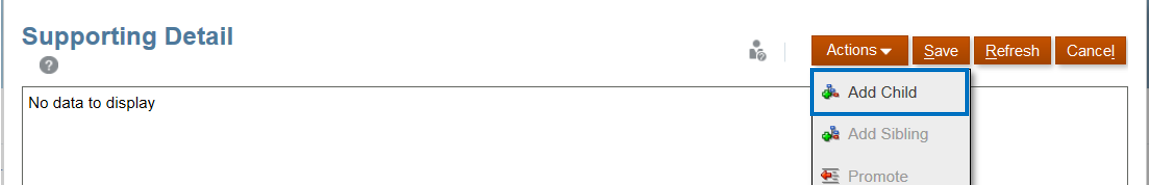 Supporting Detail
?
Actions Save Refresh Cancel
No data to display
Add Child
Add Sibling
Promote